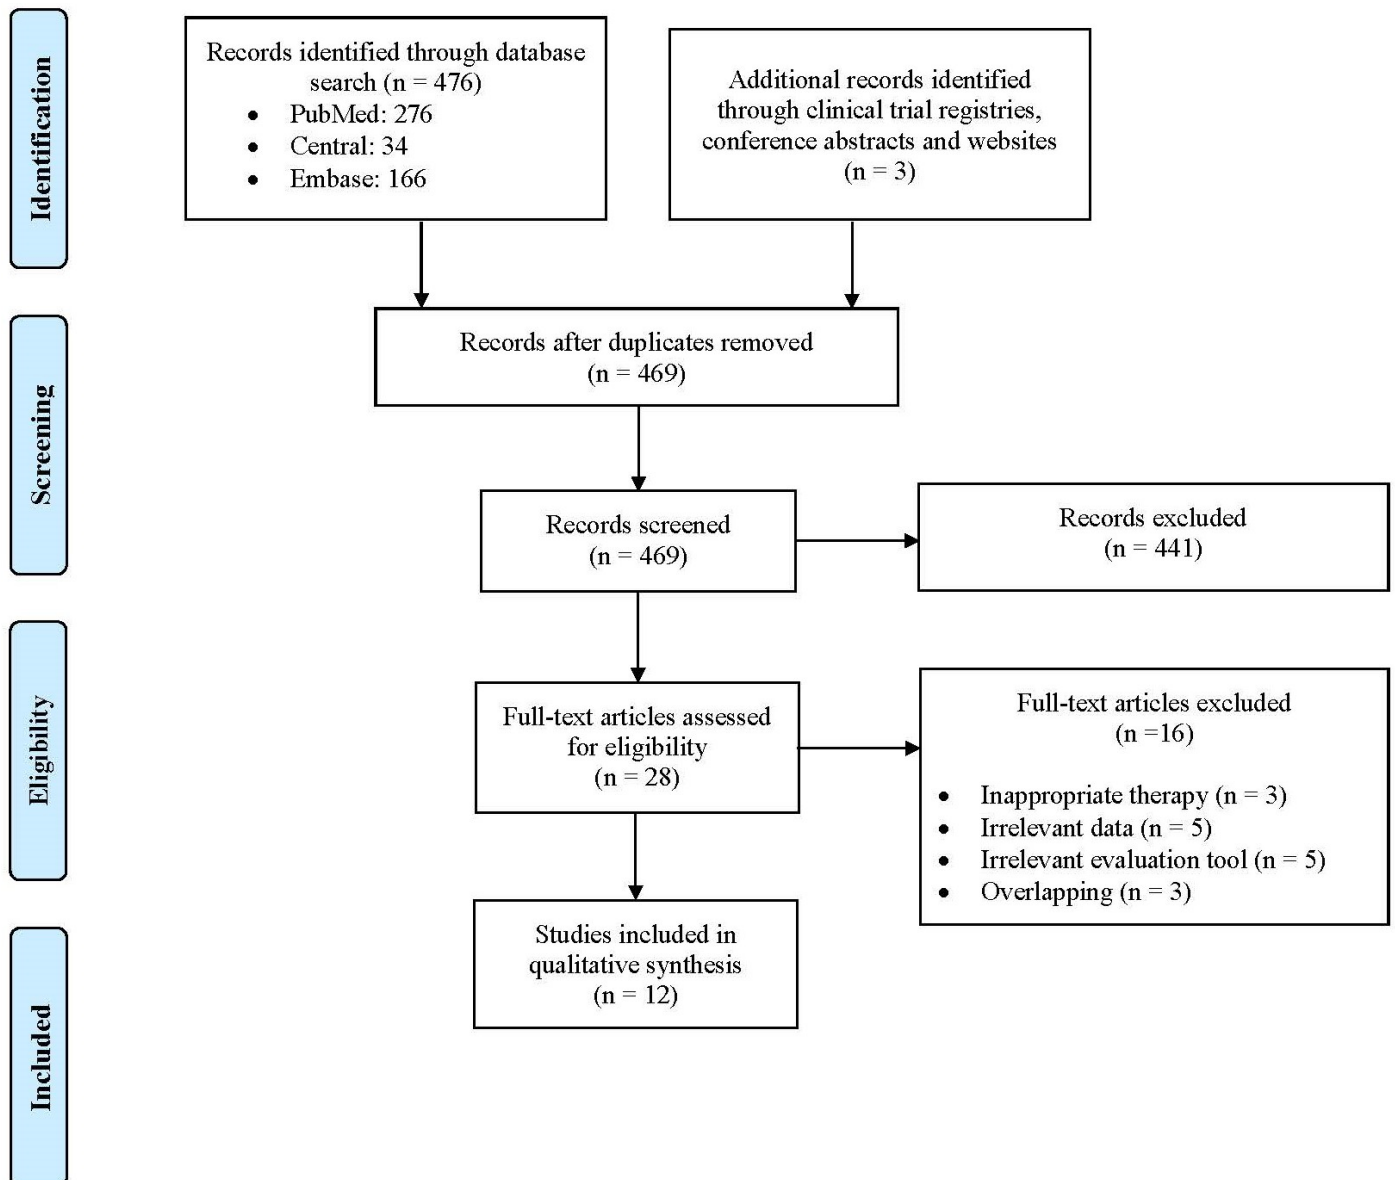 Identification
Records identified through database
search (n = 476)
• PubMed: 276
• Central: 34
• Embase: 166
Additional records identified
through clinical trial registries,
conference abstracts and websites
(n = 3)
Screening
Records after duplicates removed
(n = 469)
Records screened
(n = 469)
Records excluded
(n = 441)
Eligibility
Full-text articles assessed
for eligibility
(n = 28)
Full-text articles excluded
(n =16)
• Inappropriate therapy (n = 3)
• Irrelevant data (n = 5)
• Irrelevant evaluation tool (n = 5)
• Overlapping (n = 3)
Included
Studies included in
qualitative synthesis
(n = 12)